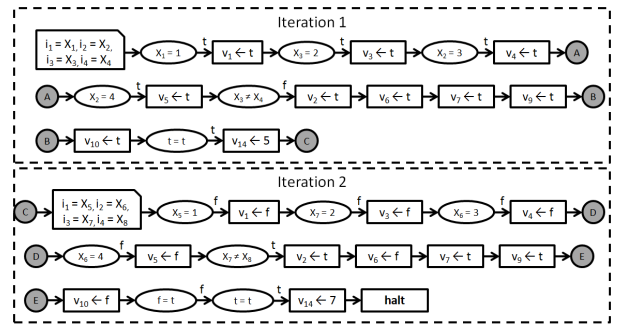 Iteration 1
i₁ = X₁, i₂ = X₂,
i₃ = X₃, i₄ = X₄
X₁ = 1 t v₁ ← t X₃ = 2 t v₃ ← t X₂ = 3 t v₄ ← t A
A X₂ = 4 t v₅ ← t X₃ ≠ X₄ f v₂ ← t v₆ ← t v₇ ← t v₉ ← t B
B v₁₀ ← t t = t t v₁₄ ← 5 C
Iteration 2
C i₁ = X₅, i₂ = X₆,
i₃ = X₇, i₄ = X₈
X₅ = 1 f v₁ ← f X₇ = 2 f v₃ ← f X₆ = 3 f v₄ ← f D
D X₆ = 4 f v₅ ← f X₇ ≠ X₈ t v₂ ← t v₆ ← f v₇ ← t v₉ ← t E
E v₁₀ ← f f = t f t = t t v₁₄ ← 7 halt